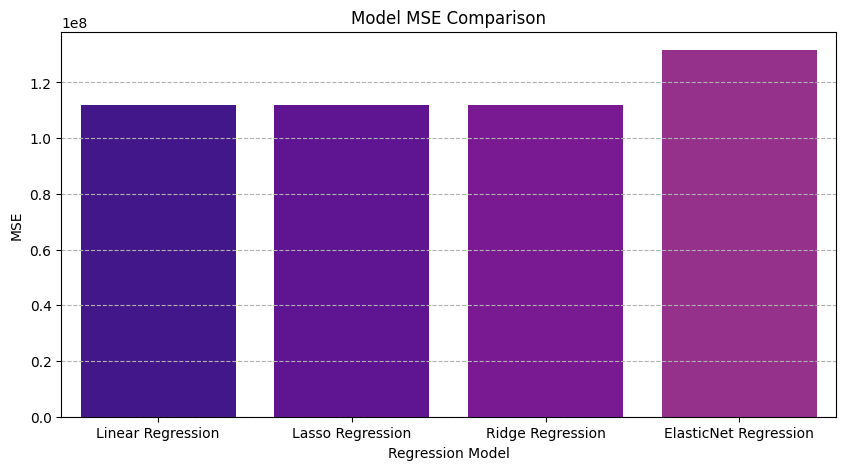 Model MSE Comparison
1e8
1.2
1.0
0.8
0.6
0.4
0.2
0.0
MSE
Linear Regression
Lasso Regression
Ridge Regression
ElasticNet Regression
Regression Model